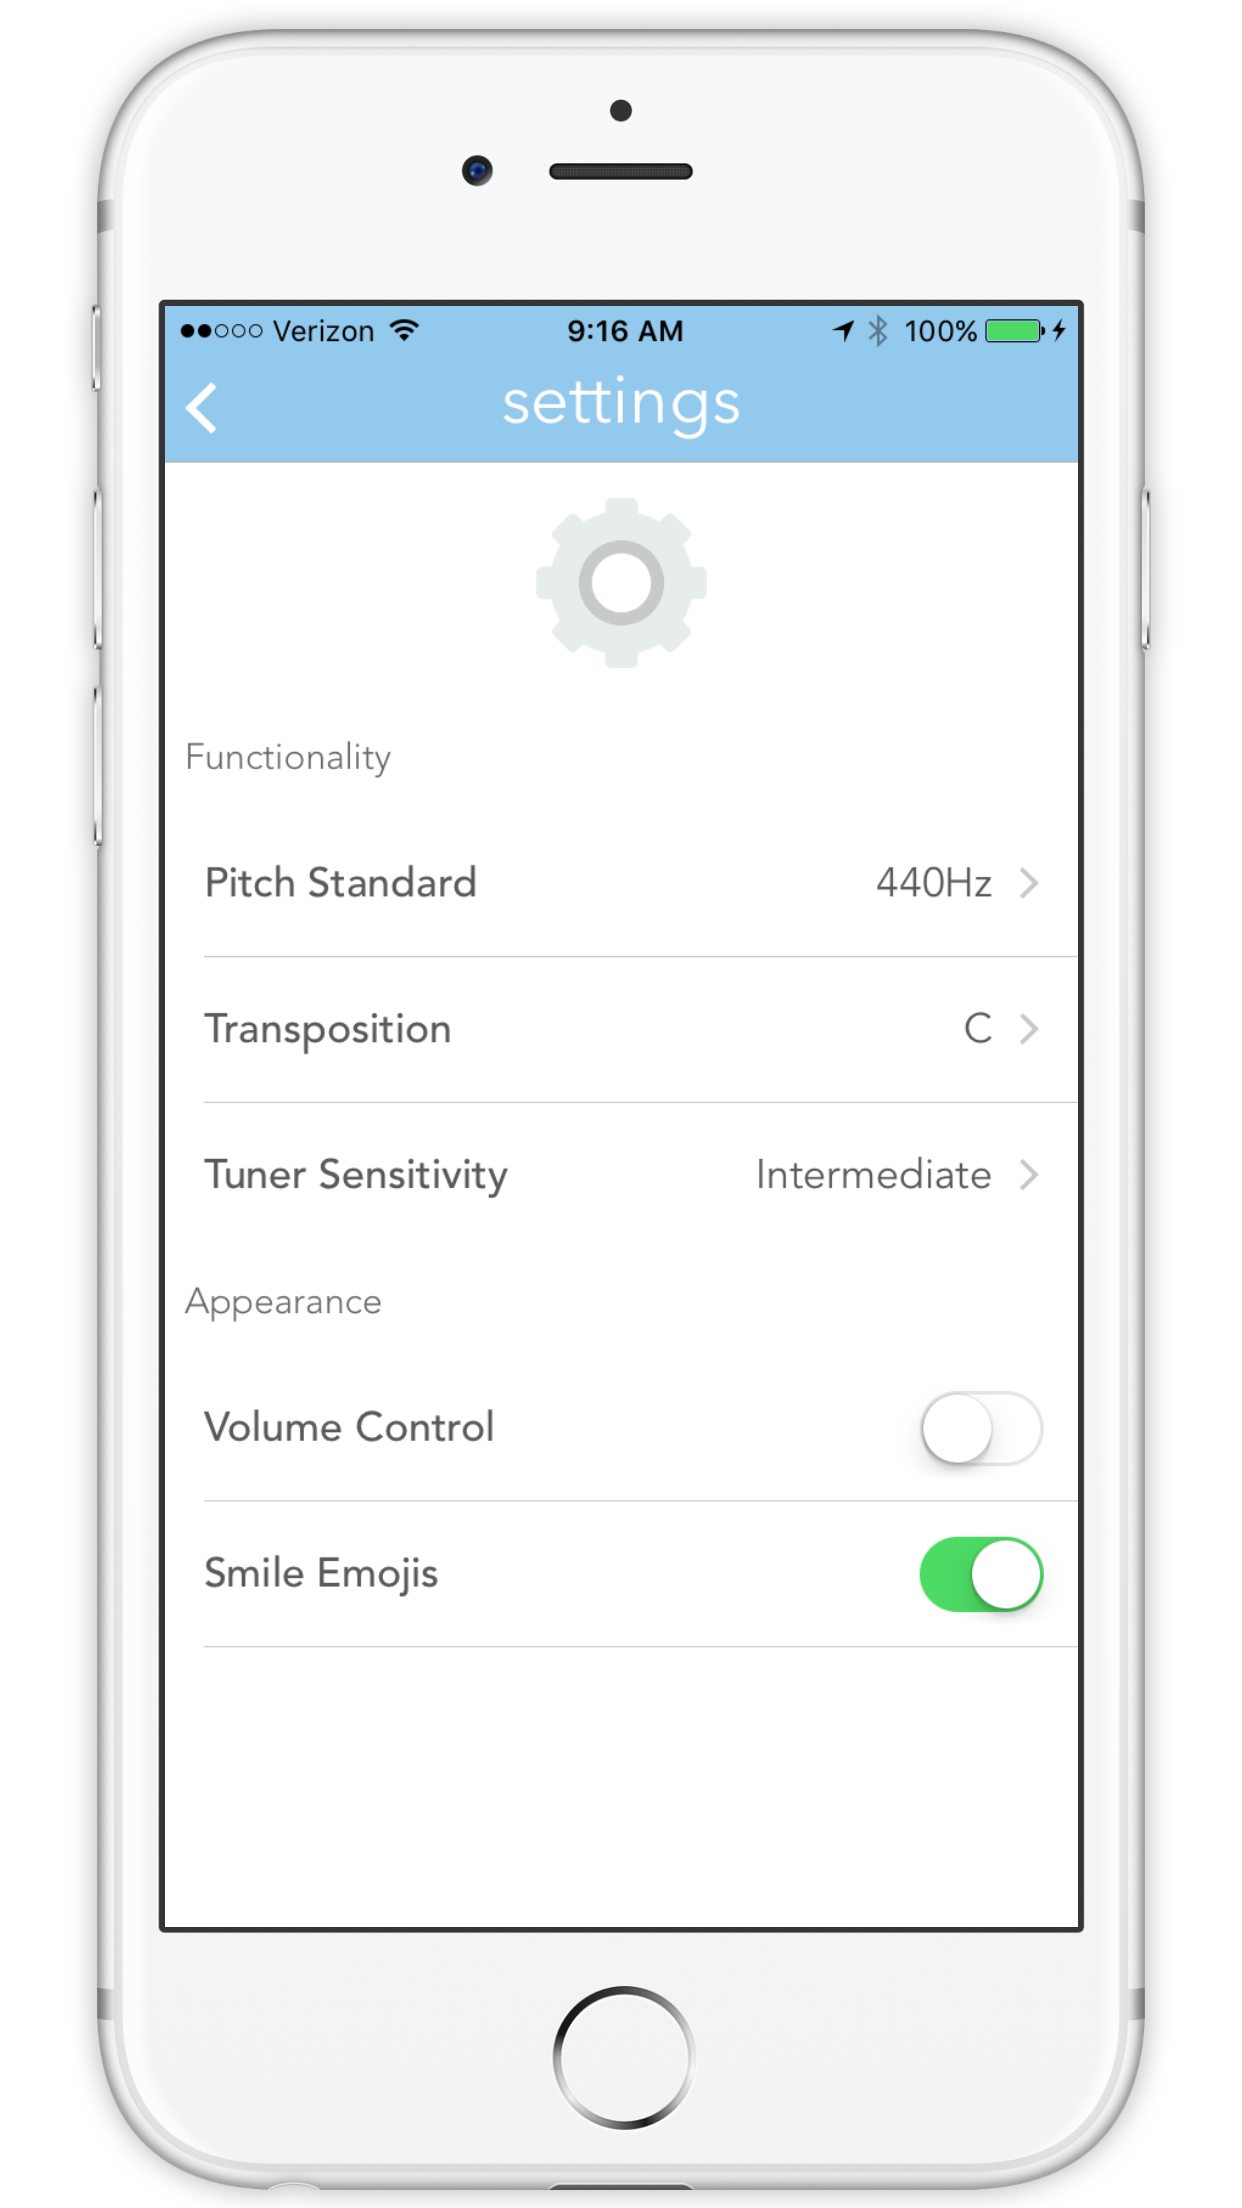 Verizon 9:16 AM 100%
settings
Functionality
Pitch Standard 440Hz
Transposition C
Tuner Sensitivity Intermediate
Appearance
Volume Control
Smile Emojis